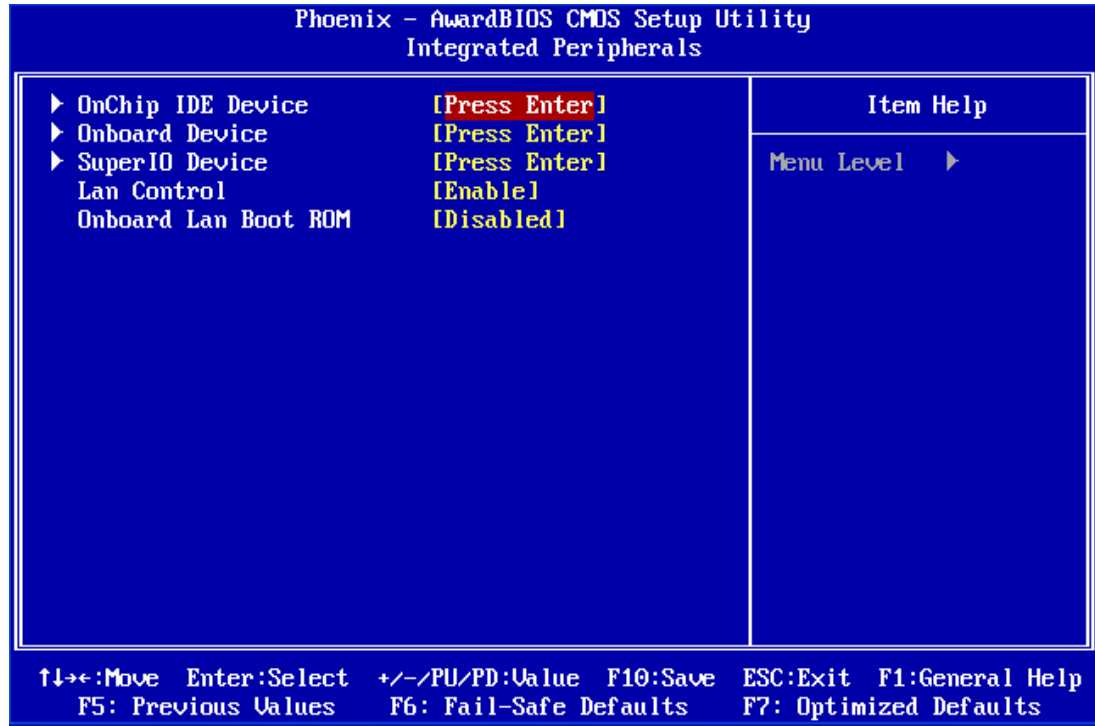 Phoenix - AwardBIOS CMOS Setup Utility
Integrated Peripherals
▶ OnChip IDE Device [Press Enter]
▶ Onboard Device [Press Enter]
▶ SuperIO Device [Press Enter]
Lan Control [Enable]
Onboard Lan Boot ROM [Disabled]
Item Help
Menu Level ▶
↑↓→←:Move Enter:Select +/-/PU/PD:Value F10:Save ESC:Exit F1:General Help
F5: Previous Values F6: Fail-Safe Defaults F7: Optimized Defaults